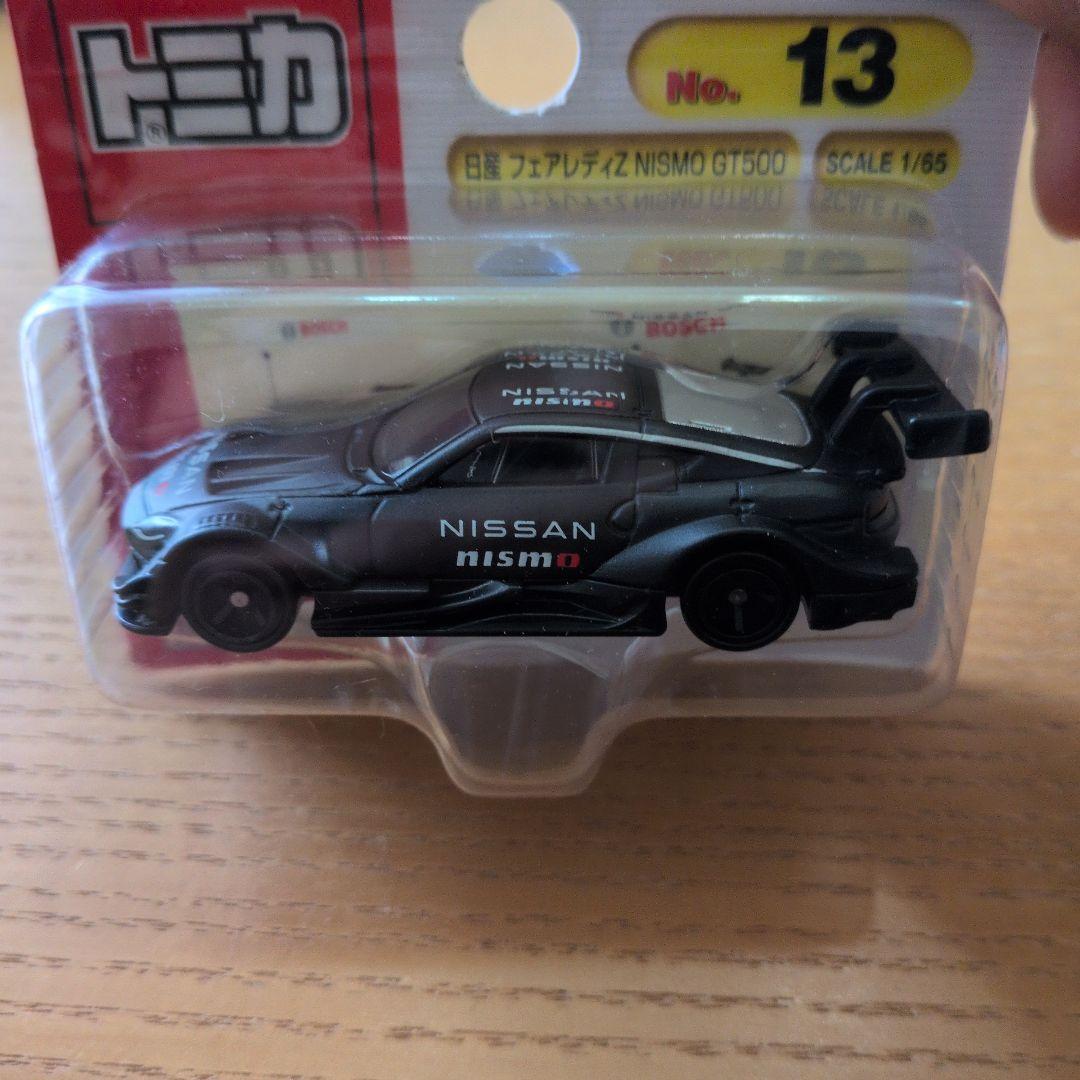 トミカ®
No. 13
日産 フェアレディZ NISMO GT500
SCALE 1/65
BOSCH
BOSCH
NISSAN
NISSAN
nismo
NISSAN
NISSAN
nismo